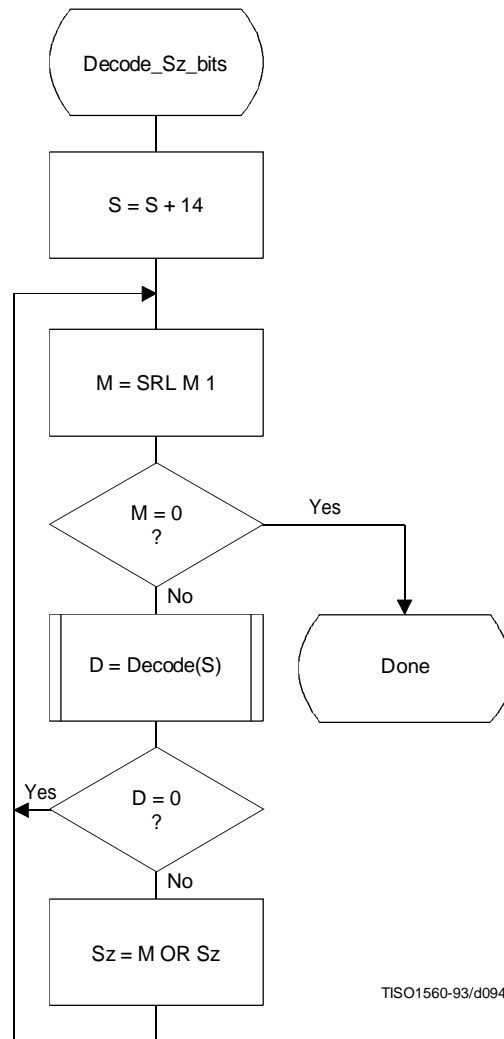 Decode_Sz_bits
S = S + 14
M = SRL M 1
M = 0
?
Yes
No
D = Decode(S)
Done
Yes
D = 0
?
No
Sz = M OR Sz
TISO1560-93/d094